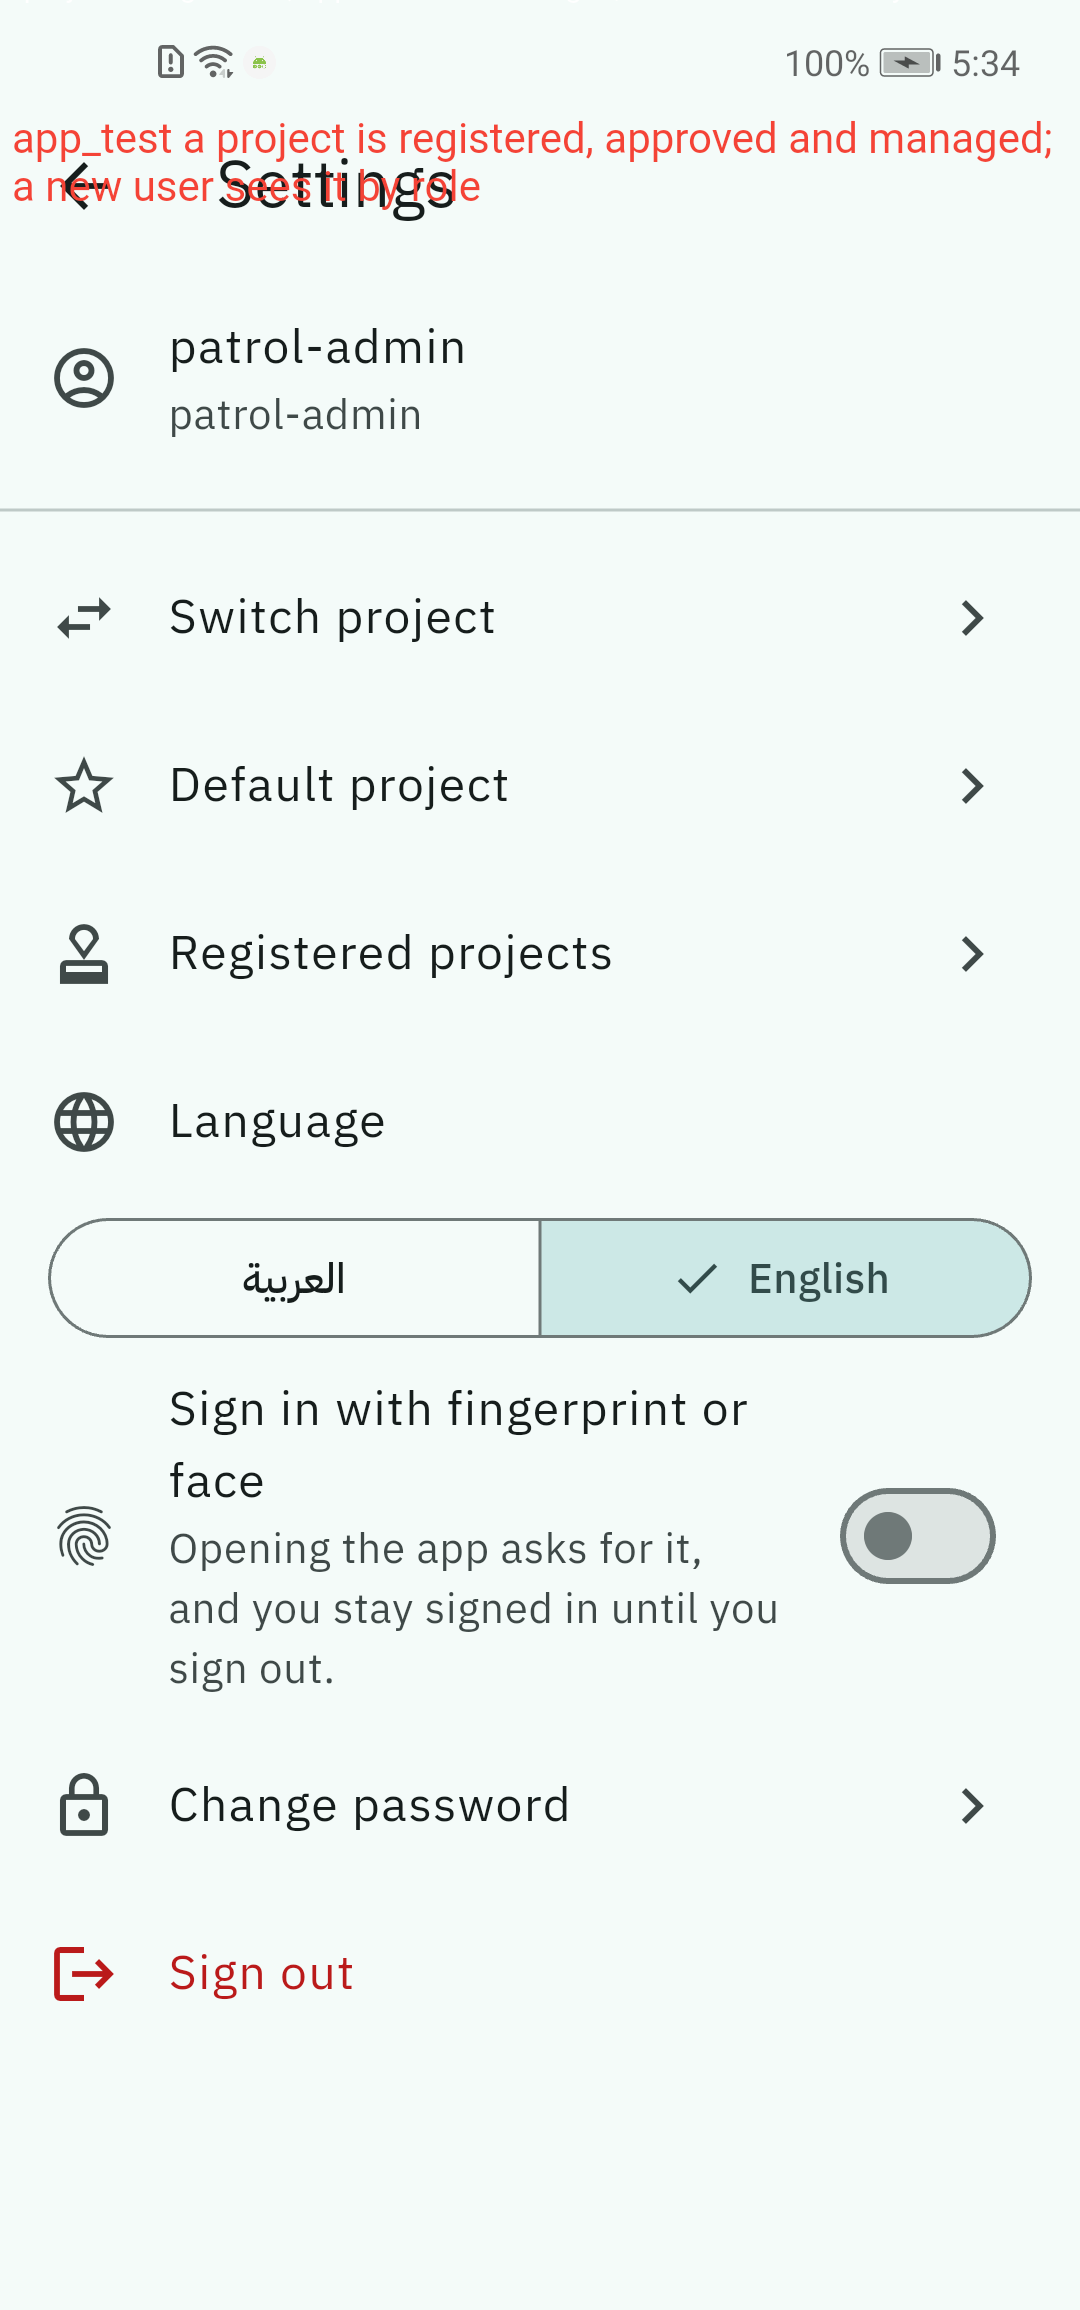 100% 5:34
app_test a project is registered, approved and managed;
a new user sees it by role
Settings
patrol-admin
patrol-admin
Switch project
Default project
Registered projects
Language
العربية
English
Sign in with fingerprint or
face
Opening the app asks for it,
and you stay signed in until you
sign out.
Change password
Sign out